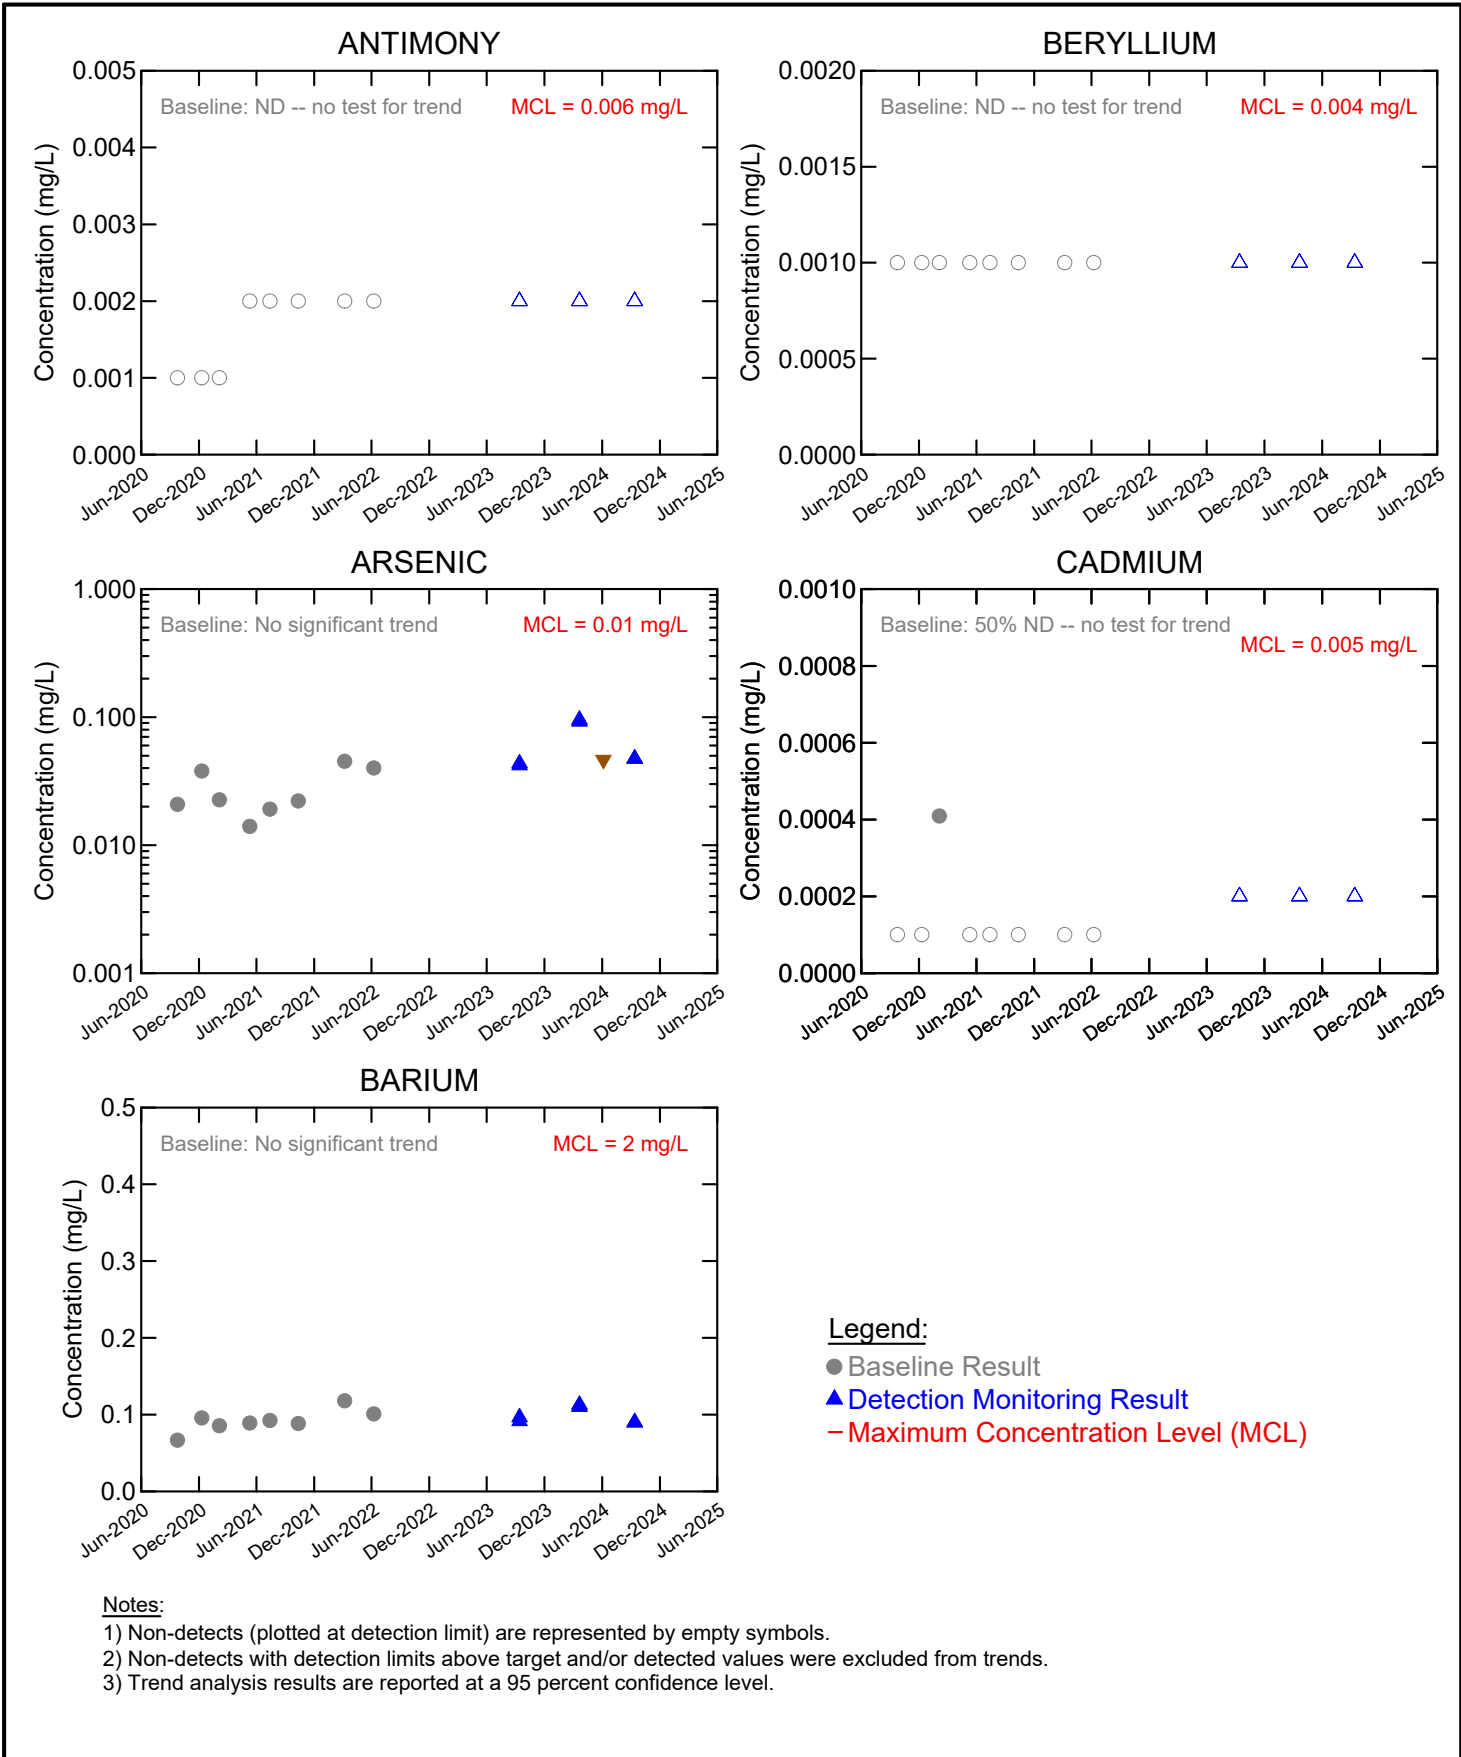 ANTIMONY
Baseline: ND -- no test for trend
MCL = 0.006 mg/L
Concentration (mg/L)
0.005
0.004
0.003
0.002
0.001
0.000
Jun-2020
Dec-2020
Jun-2021
Dec-2021
Jun-2022
Dec-2022
Jun-2023
Dec-2023
Jun-2024
Dec-2024
Jun-2025
BERYLLIUM
Baseline: ND -- no test for trend
MCL = 0.004 mg/L
Concentration (mg/L)
0.0020
0.0015
0.0010
0.0005
0.0000
Jun-2020
Dec-2020
Jun-2021
Dec-2021
Jun-2022
Dec-2022
Jun-2023
Dec-2023
Jun-2024
Dec-2024
Jun-2025
ARSENIC
Baseline: No significant trend
MCL = 0.01 mg/L
Concentration (mg/L)
1.000
0.100
0.010
0.001
Jun-2020
Dec-2020
Jun-2021
Dec-2021
Jun-2022
Dec-2022
Jun-2023
Dec-2023
Jun-2024
Dec-2024
Jun-2025
CADMIUM
Baseline: 50% ND -- no test for trend
MCL = 0.005 mg/L
Concentration (mg/L)
0.0010
0.0008
0.0006
0.0004
0.0002
0.0000
Jun-2020
Dec-2020
Jun-2021
Dec-2021
Jun-2022
Dec-2022
Jun-2023
Dec-2023
Jun-2024
Dec-2024
Jun-2025
BARIUM
Baseline: No significant trend
MCL = 2 mg/L
Concentration (mg/L)
0.5
0.4
0.3
0.2
0.1
0.0
Jun-2020
Dec-2020
Jun-2021
Dec-2021
Jun-2022
Dec-2022
Jun-2023
Dec-2023
Jun-2024
Dec-2024
Jun-2025
Legend:
Baseline Result
Detection Monitoring Result
Maximum Concentration Level (MCL)
Notes:
1) Non-detects (plotted at detection limit) are represented by empty symbols.
2) Non-detects with detection limits above target and/or detected values were excluded from trends.
3) Trend analysis results are reported at a 95 percent confidence level.